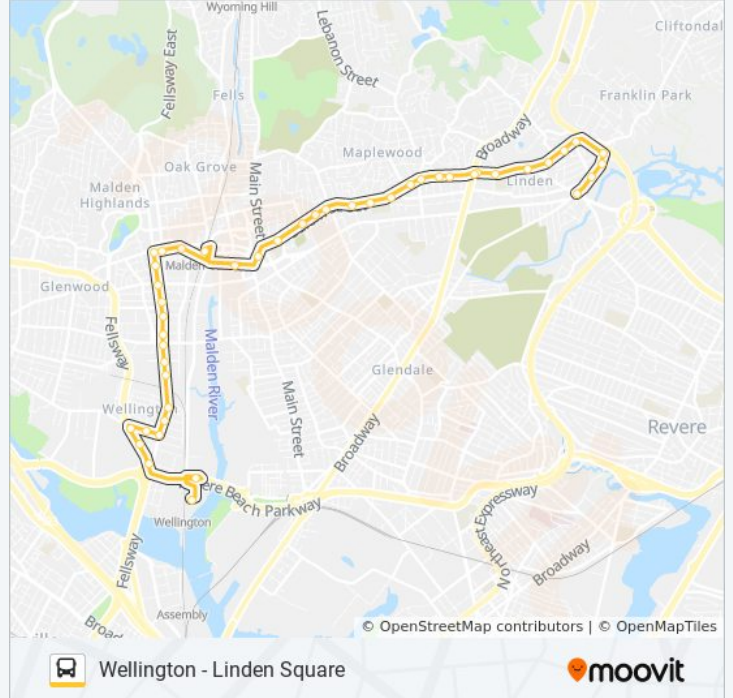 Wyoming Hill
Lebanon Street
Cliftondal
Fellsway East
Fells
Franklin Park
Broadway
Maplewood
Oak Grove
Main Street
Linden
Malden
Highlands
Malden
Glenwood
Fellsway
Malden River
Glendale
Main Street
Wellingt
Broadway
Revere
ere Beach Parkway
Northeast Expressway
Wellington
Fellsway
Broadway
Assembly
Broad
© OpenStreetMap contributors | © OpenMapTiles
Wellington - Linden Square
moovit